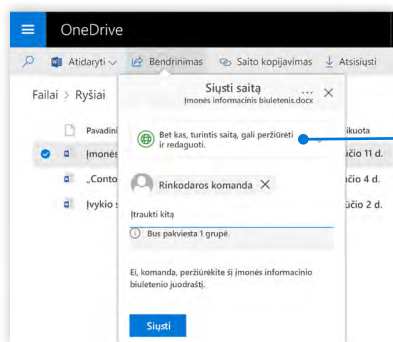 OneDrive
Atidaryti Bendrinimas Saito kopijavimas Atsisiųsti
Failai > Ryšiai
Siųsti saitą ...
Įmonės informacinis biuletenis.docx
Bet kas, turintis saitą, gali peržiūrėti
ir redaguoti.
Rinkodaros komanda
Įtraukti kitą
Bus pakviesta 1 grupė.
Ei, komanda, peržiūrėkite šį įmonės informacinio
biuletenio juodraštį.
Siųsti
Pavadini
Įmonės
„Conto
Įvykio s
ikuota
čio 11 d.
čio 4 d.
účio 2 d.